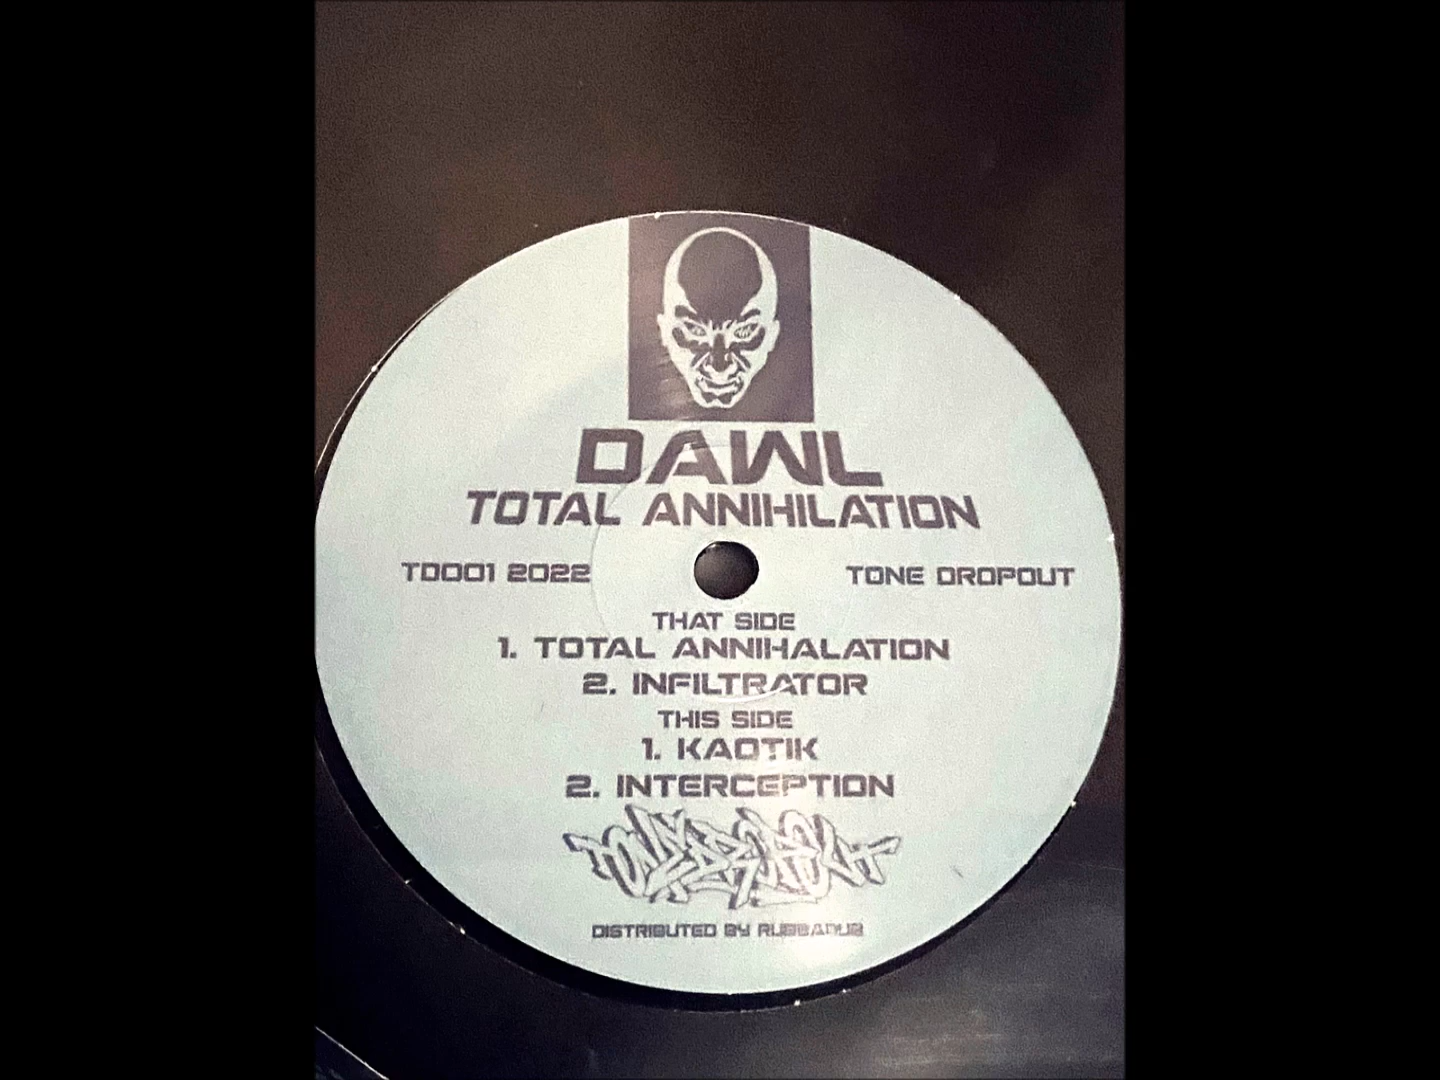 DAWL
TOTAL ANNIHILATION
TD001 2022
TONE DROPOUT
THAT SIDE
1. TOTAL ANNIHALATION
2. INFILTRATOR
THIS SIDE
1. KAOTIK
2. INTERCEPTION
DISTRIBUTED BY RUBBADUB